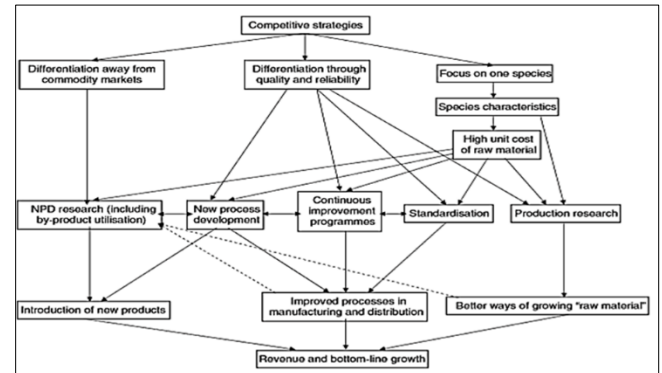 Competitive strategies
Differentiation away from
commodity markets
Differentiation through
quality and reliability
Focus on one species
Species characteristics
High unit cost
of raw material
NPD research (including
by-product utilisation)
New process
development
Continuous
improvement
programmes
Standardisation
Production research
Introduction of new products
Improved processes in
manufacturing and distribution
Better ways of growing "raw material"
Revenue and bottom-line growth